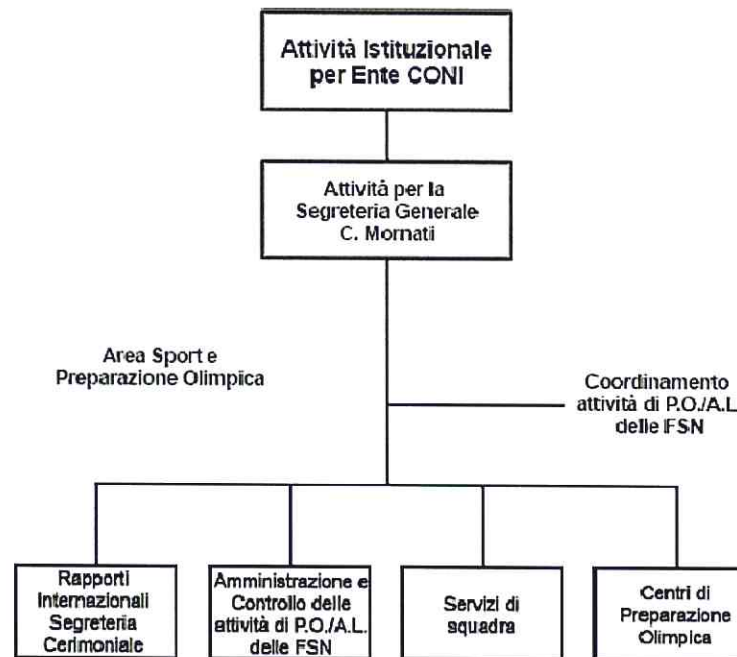 Attività Istituzionale
per Ente CONI
Attività per la
Segreteria Generale
C. Mornati
Area Sport e
Preparazione Olimpica
Coordinamento
attività di P.O./A.L.
delle FSN
Rapporti
Internazionali
Segreteria
Cerimoniale
Amministrazione e
Controllo delle
attività di P.O./A.L.
delle FSN
Servizi di
squadra
Centri di
Preparazione
Olimpica